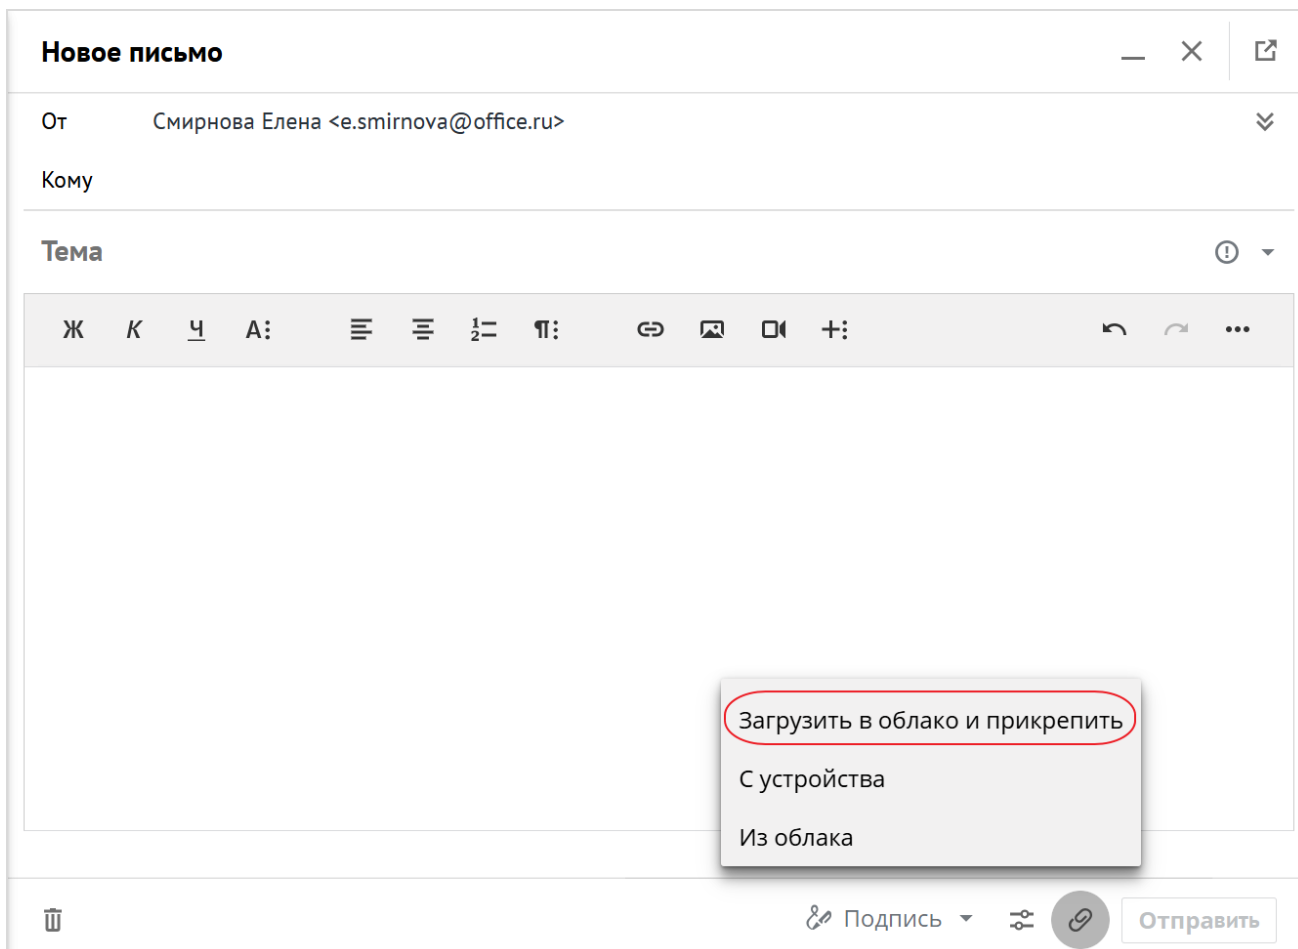 Новое письмо
От Смирнова Елена <e.smirnova@office.ru>
Кому
Тема
Ж К Ч А
Загрузить в облако и прикрепить
С устройства
Из облака
Подпись Отправить